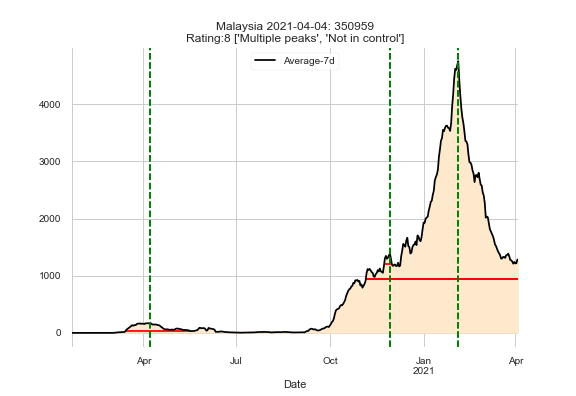 Malaysia 2021-04-04: 350959
Rating:8 ['Multiple peaks', 'Not in control']
Average-7d
4000
3000
2000
1000
0
Apr
Jul
Oct
Jan
2021
Apr
Date